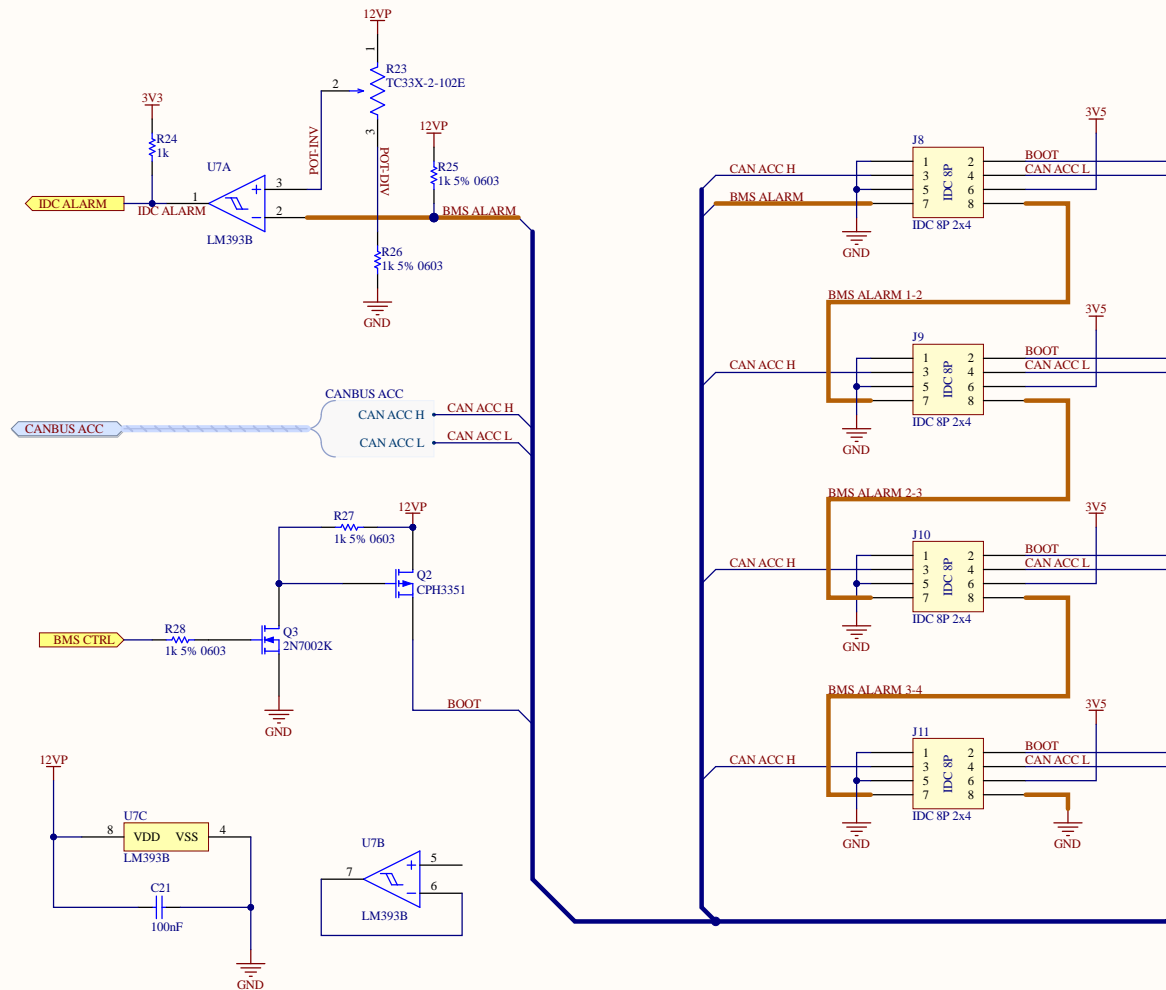 12VP
1
R23
TC33X-2-102E
2
3
POT-INV
POT-DIV
3V3
R24
1k
U7A
3
2
1
LM393B
IDC ALARM
IDC ALARM
12VP
R25
1k 5% 0603
BMS ALARM
R26
1k 5% 0603
GND
CANBUS ACC
CANBUS ACC
CAN ACC H
CAN ACC L
CAN ACC H
CAN ACC L
12VP
R27
1k 5% 0603
Q2
CPH3351
BMS CTRL
R28
1k 5% 0603
Q3
2N7002K
GND
BOOT
12VP
U7C
8
VDD
VSS
4
LM393B
C21
100nF
GND
U7B
5
6
7
LM393B
3V5
J8
CAN ACC H
BMS ALARM
1
3
5
7
IDC 8P
2
4
6
8
BOOT
CAN ACC L
IDC 8P 2x4
GND
BMS ALARM 1-2
3V5
J9
CAN ACC H
1
3
5
7
IDC 8P
2
4
6
8
BOOT
CAN ACC L
IDC 8P 2x4
GND
BMS ALARM 2-3
3V5
J10
CAN ACC H
1
3
5
7
IDC 8P
2
4
6
8
BOOT
CAN ACC L
IDC 8P 2x4
GND
BMS ALARM 3-4
3V5
J11
CAN ACC H
1
3
5
7
IDC 8P
2
4
6
8
BOOT
CAN ACC L
IDC 8P 2x4
GND
GND